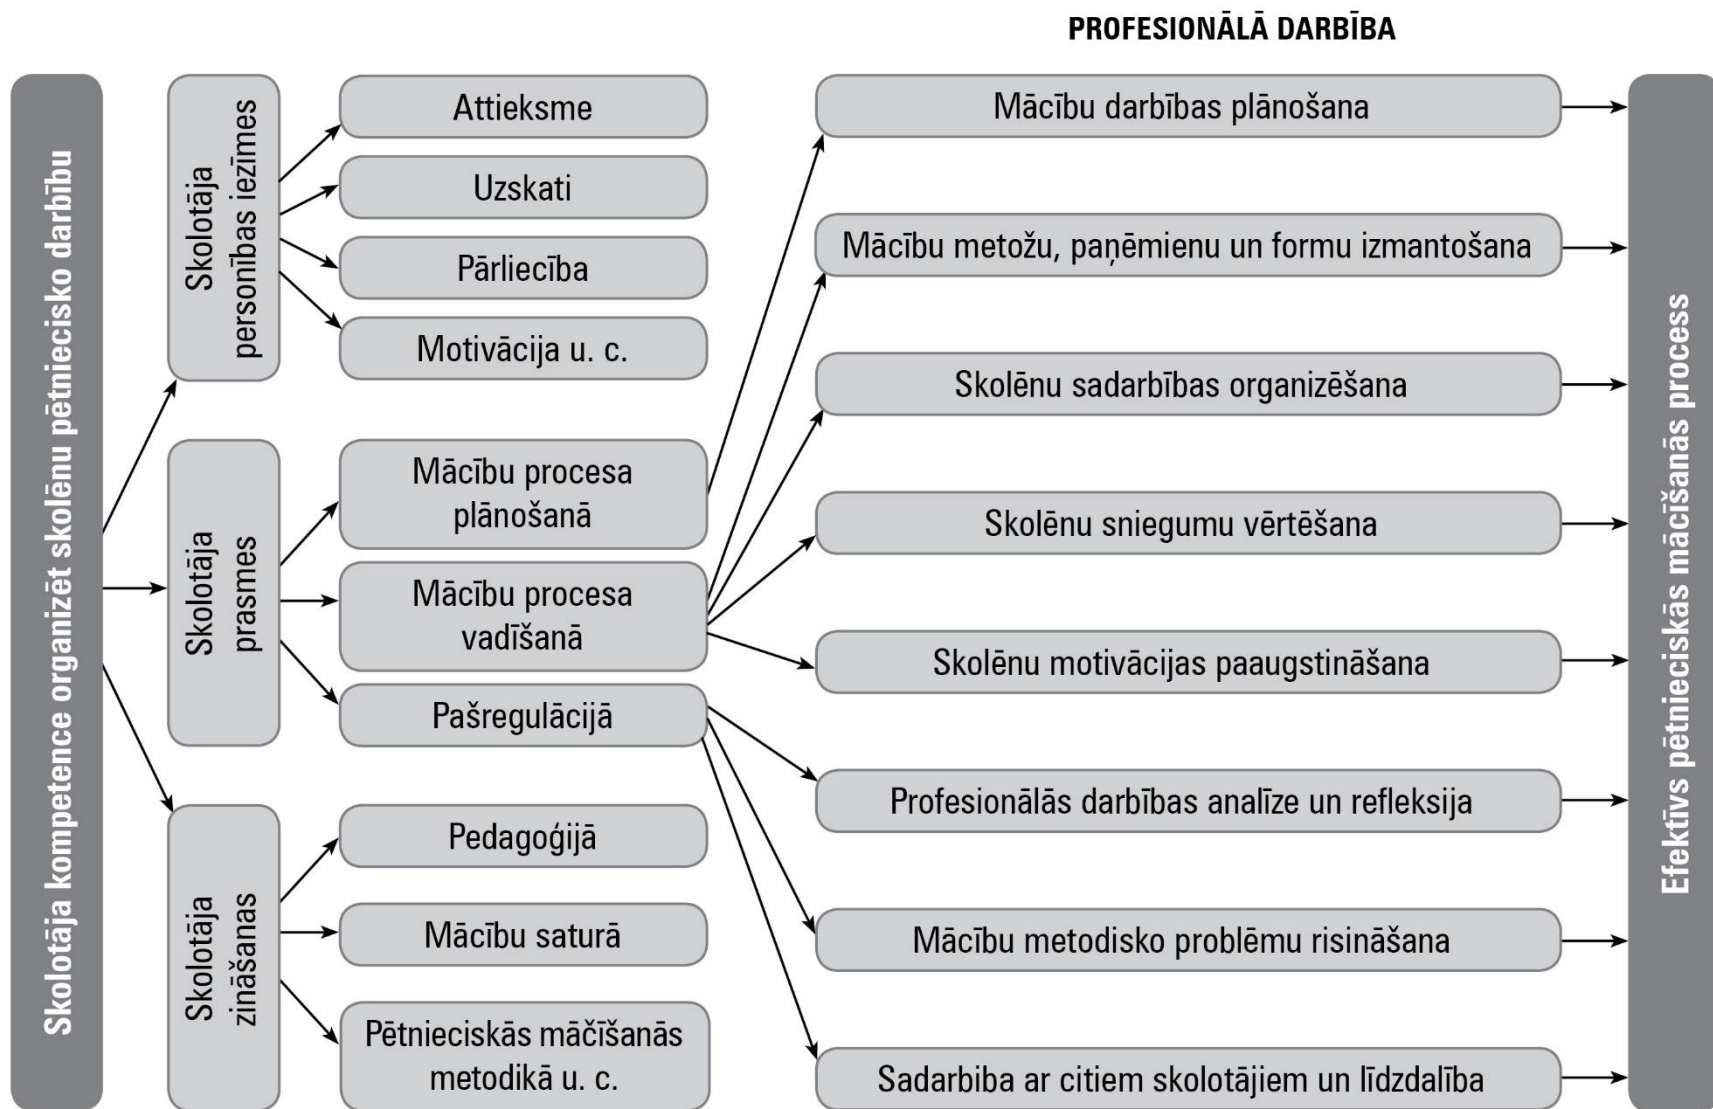 PROFESIONĀLĀ DARBĪBA
Skolotāja kompetence organizēt skolēnu pētniecisko darbību
Skolotāja
personības iezīmes
Attieksme
Uzskati
Pārliecība
Motivācija u. c.
Skolotāja
prasmes
Mācību procesa
plānošanā
Mācību procesa
vadīšanā
Pašregulācijā
Skolotāja
zināšanas
Pedagoģijā
Mācību saturā
Pētnieciskās māčīšanās
metodikā u. c.
Mācību darbības plānošana
Mācību metožu, paņēmienu un formu izmantošana
Skolēnu sadarbības organizēšana
Skolēnu sniegumu vērtēšana
Skolēnu motivācijas paaugstināšana
Profesionālās darbības analīze un refleksija
Mācību metodisko problēmu risināšana
Sadarbiba ar citiem skolotājiem un līdzdalība
Efektīvs pētnieciskās māčīšanās process